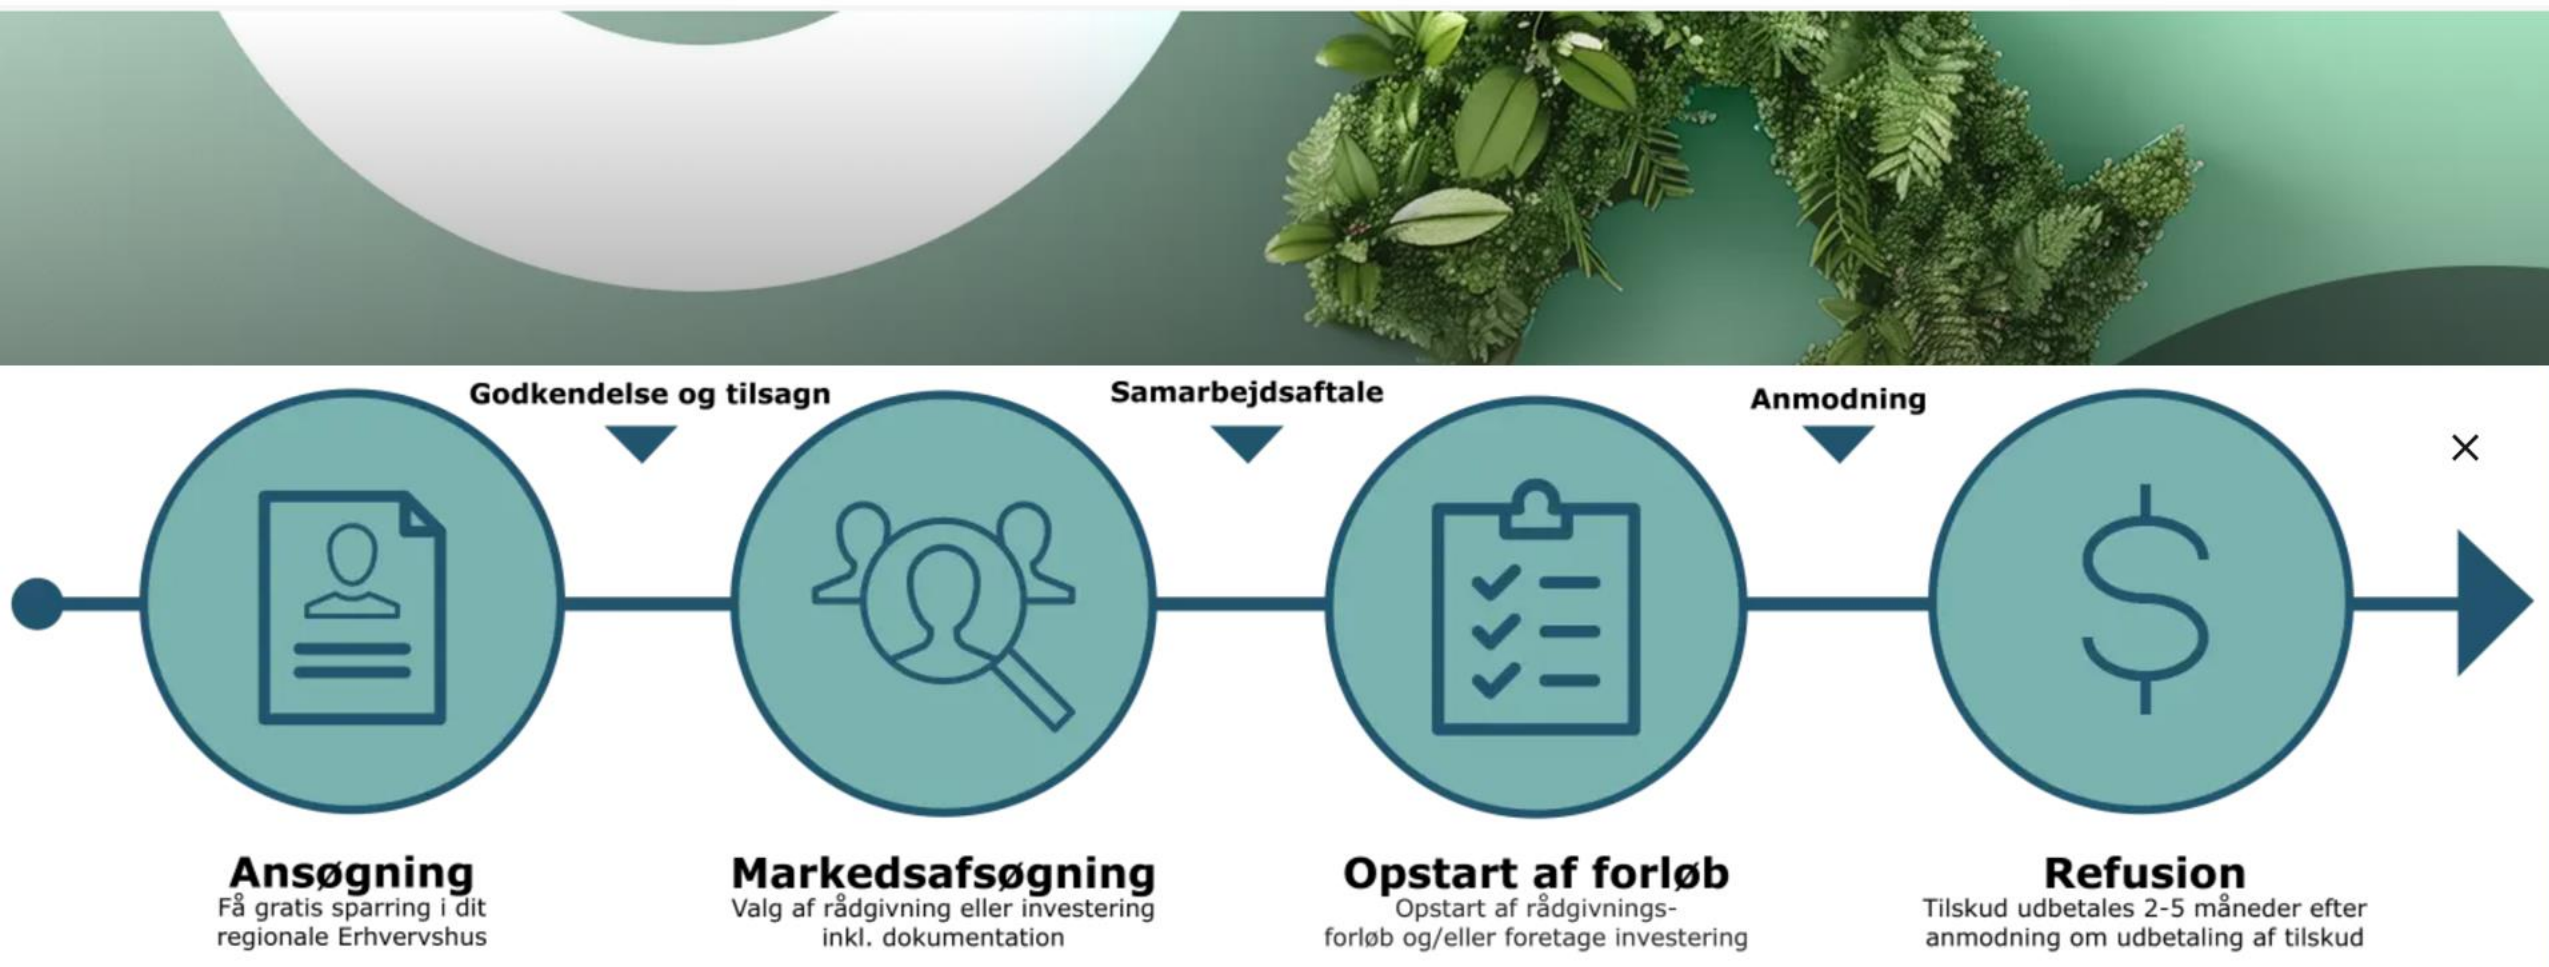 Godkendelse og tilsagn
Samarbejdsaftale
Anmodning
Ansøgning
Få gratis sparring i dit
regionale Erhvervshus
Markedsafsøgning
Valg af rådgivning eller investering
inkl. dokumentation
Opstart af forløb
Opstart af rådgivnings-
forløb og/eller foretage investering
Refusion
Tilskud udbetales 2-5 måneder efter
anmodning om udbetaling af tilskud